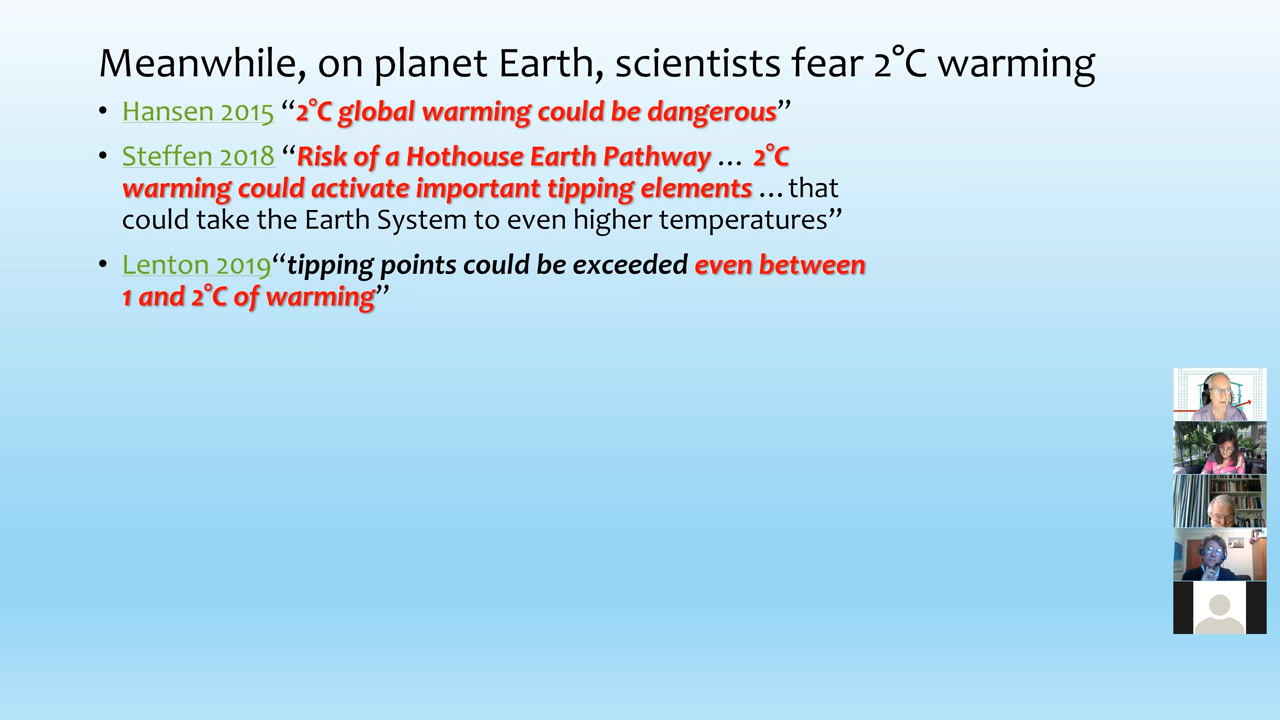 Meanwhile, on planet Earth, scientists fear 2°C warming
• Hansen 2015 “2°C global warming could be dangerous”
• Steffen 2018 “Risk of a Hothouse Earth Pathway … 2°C
warming could activate important tipping elements …that
could take the Earth System to even higher temperatures”
• Lenton 2019“tipping points could be exceeded even between
1 and 2°C of warming”